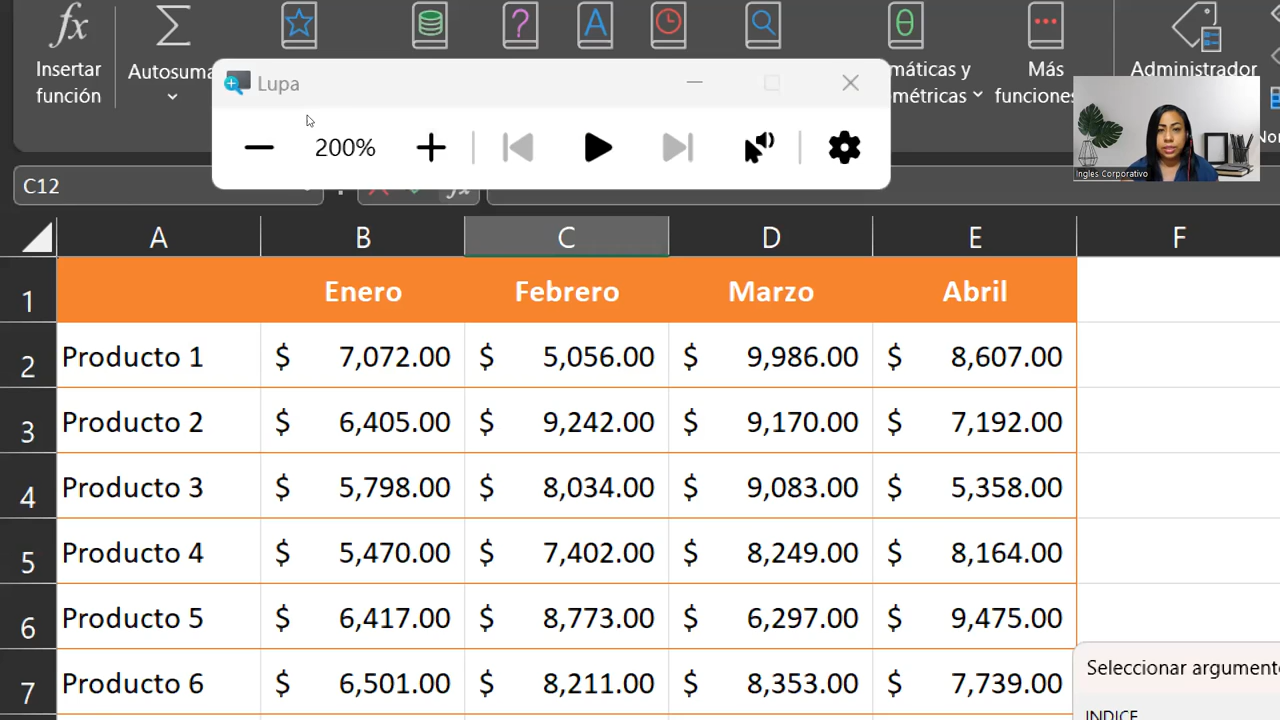 Insertar
función
Autosuma
máticas y
ométricas
Más
funciones
Administrador
Lupa
200%
Ingles Corporativo
C12
A B C D E F
1 Enero Febrero Marzo Abril
2 Producto 1 $ 7,072.00 $ 5,056.00 $ 9,986.00 $ 8,607.00
3 Producto 2 $ 6,405.00 $ 9,242.00 $ 9,170.00 $ 7,192.00
4 Producto 3 $ 5,798.00 $ 8,034.00 $ 9,083.00 $ 5,358.00
5 Producto 4 $ 5,470.00 $ 7,402.00 $ 8,249.00 $ 8,164.00
6 Producto 5 $ 6,417.00 $ 8,773.00 $ 6,297.00 $ 9,475.00
7 Producto 6 $ 6,501.00 $ 8,211.00 $ 8,353.00 $ 7,739.00
Seleccionar argumento
INDICE